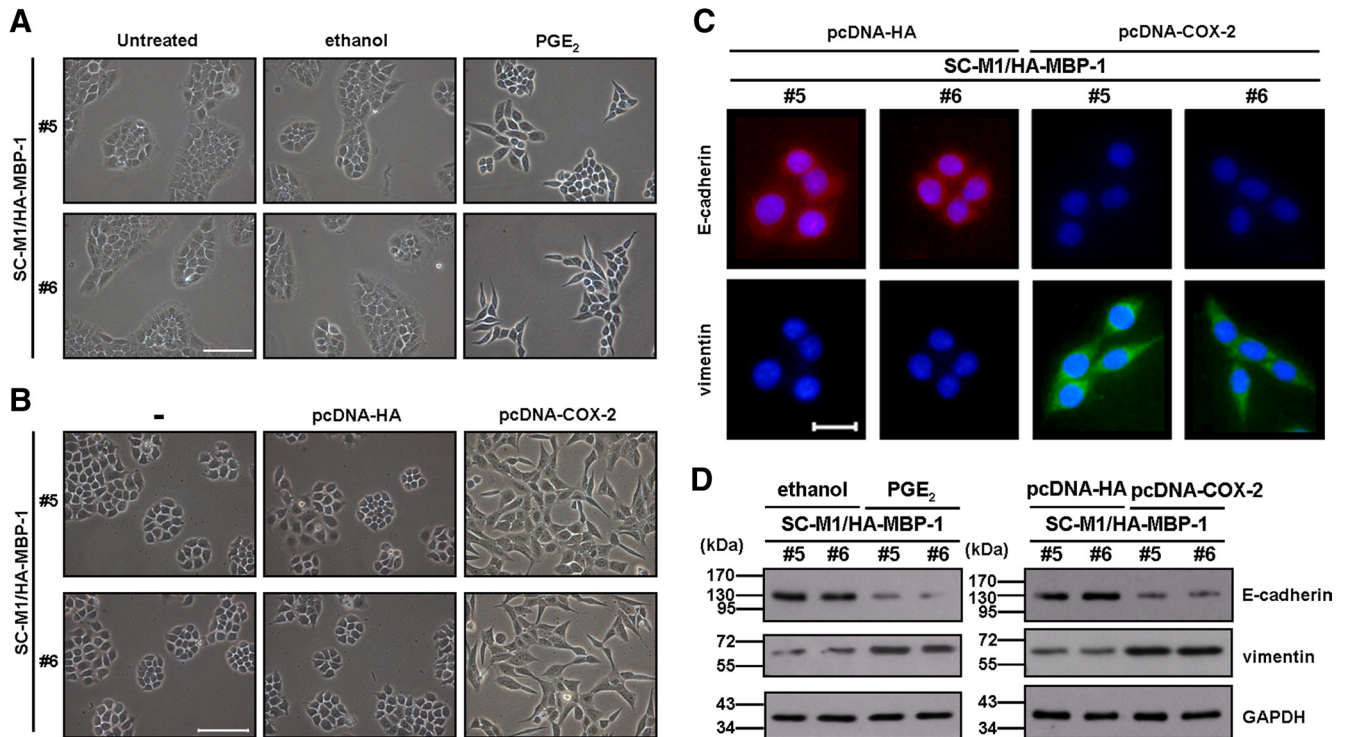 A
Untreated ethanol PGE2
SC-M1/HA-MBP-1
#5
#6
B
- pcDNA-HA pcDNA-COX-2
SC-M1/HA-MBP-1
#5
#6
C
pcDNA-HA pcDNA-COX-2
SC-M1/HA-MBP-1
#5 #6 #5 #6
E-cadherin
vimentin
D
ethanol PGE2
SC-M1/HA-MBP-1
(kDa) #5 #6 #5 #6
170
130
95
72
55
43
34
pcDNA-HA pcDNA-COX-2
SC-M1/HA-MBP-1
(kDa) #5 #6 #5 #6
170
130
95
E-cadherin
72
55
vimentin
43
34
GAPDH